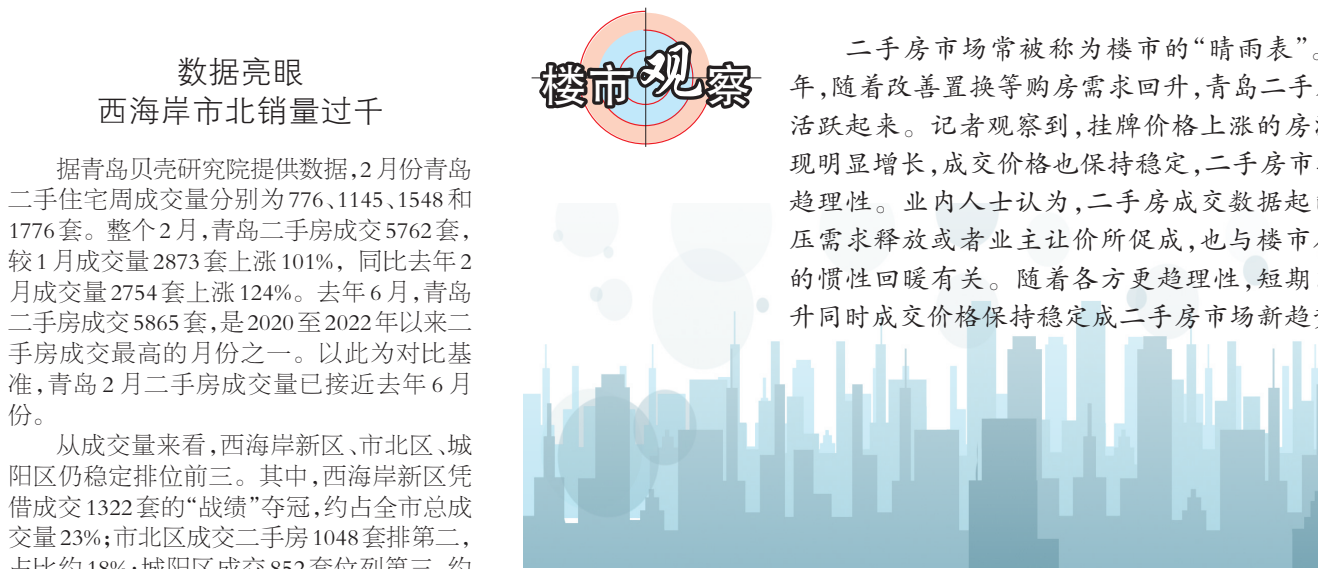 数据亮眼
西海岸市北销量过千
据青岛贝壳研究院提供数据,2月份青岛
二手住宅周成交量分别为776、1145、1548和
1776套。整个2月,青岛二手房成交5762套,
较1月成交量2873套上涨101%, 同比去年2
月成交量2754套上涨124%。去年6月,青岛
二手房成交5865套,是2020至2022年以来二
手房成交最高的月份之一。以此为对比基
准,青岛2月二手房成交量已接近去年6月
份。
从成交量来看,西海岸新区、市北区、城
阳区仍稳定排位前三。其中,西海岸新区凭
借成交1322套的“战绩”夺冠,约占全市总成
交量23%;市北区成交二手房1048套排第二,
占比约18%;城阳区成交852套位列第三,约
楼市观察
二手房市场常被称为楼市的“晴雨表”。
年,随着改善置换等购房需求回升,青岛二手
活跃起来。记者观察到,挂牌价格上涨的房
现明显增长,成交价格也保持稳定,二手房市
趋理性。业内人士认为,二手房成交数据起
压需求释放或者业主让价所促成,也与楼市
的惯性回暖有关。随着各方更趋理性,短期
升同时成交价格保持稳定成二手房市场新趋